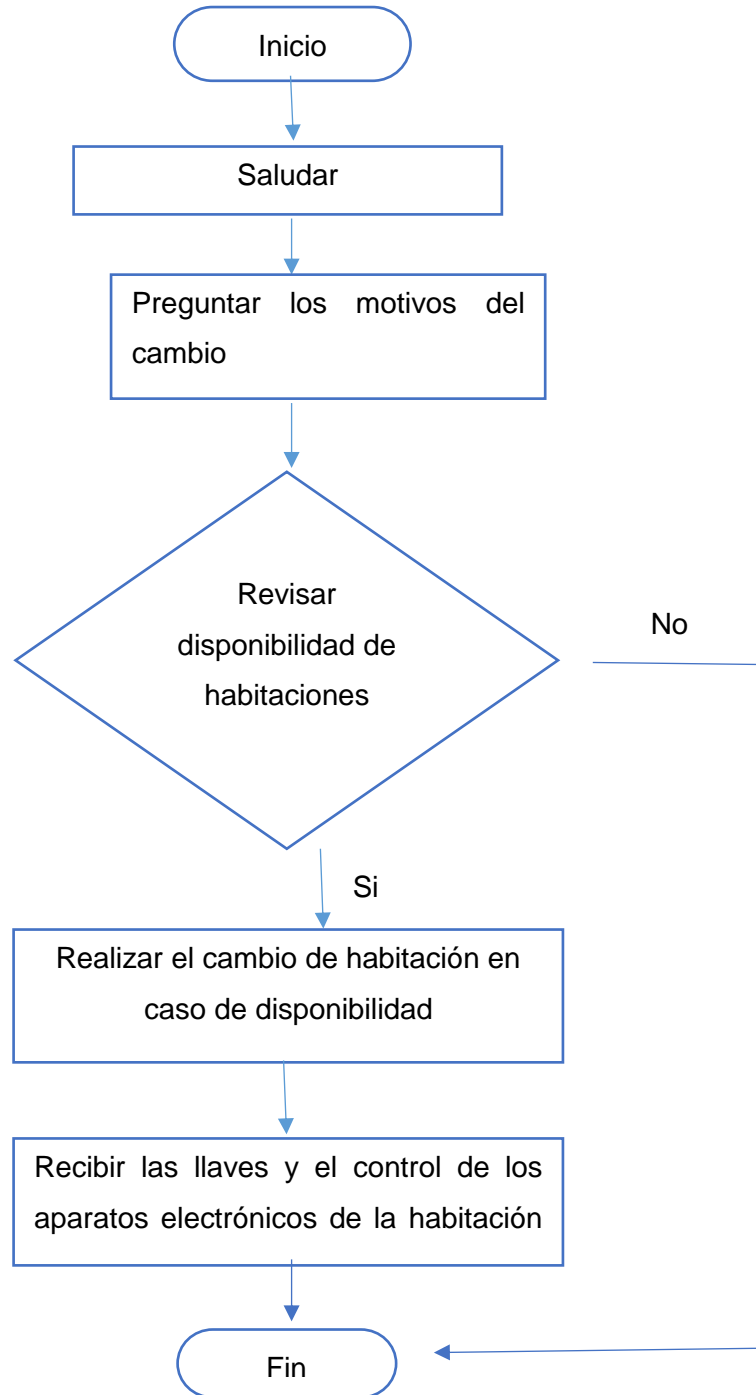 Inicio
Saludar
Preguntar los motivos del
cambio
Revisar
disponibilidad de
habitaciones
No
Si
Realizar el cambio de habitación en
caso de disponibilidad
Recibir las llaves y el control de los
aparatos electrónicos de la habitación
Fin